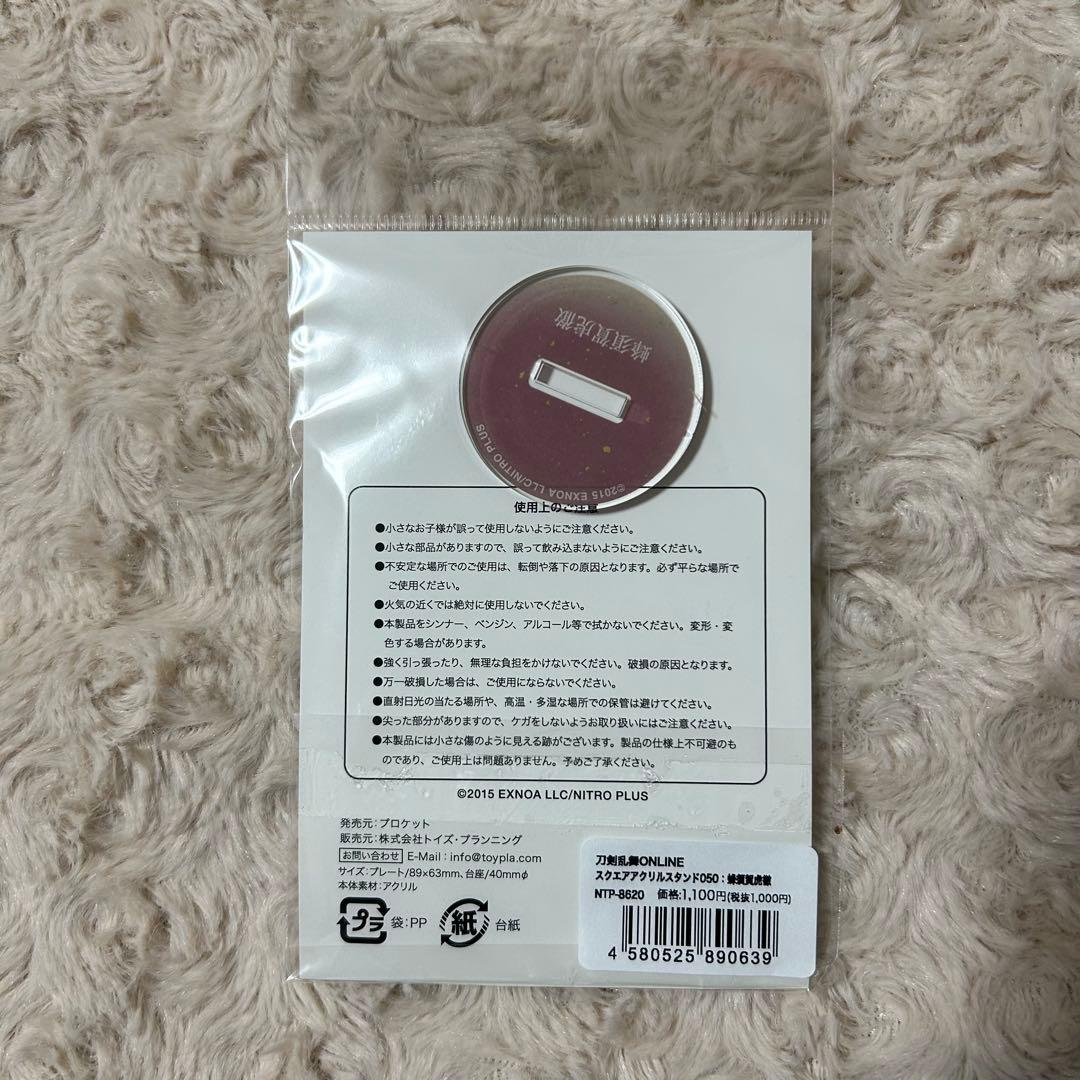 蜂須賀虎徹
©2015 EXNOA LLC/NITRO PLUS
使用上のご注意
●小さなお子様が誤って使用しないようにご注意ください。
●小さな部品がありますので、誤って飲み込まないようにご注意ください。
●不安定な場所でのご使用は、転倒や落下の原因となります。必ず平らな場所で
ご使用ください。
●火気の近くでは絶対に使用しないでください。
●本製品をシンナー、ベンジン、アルコール等で拭かないでください。変形・変
色する場合があります。
●強く引っ張ったり、無理な負担をかけないでください。破損の原因となります。
●万一破損した場合は、ご使用にならないでください。
●直射日光の当たる場所や、高温・多湿な場所での保管は避けてください。
●尖った部分がありますので、ケガをしないようお取り扱いにはご注意ください。
●本製品には小さな傷のように見える跡がございます。製品の仕様上不可避のも
のであり、ご使用上は問題ありません。予めご了承ください。
©2015 EXNOA LLC/NITRO PLUS
発売元：プロケット
販売元：株式会社トイズ・プランニング
お問い合わせ E-Mail：info@toypla.com
サイズ：プレート/89×63mm、台座/40mmφ
本体素材：アクリル
プラ 袋：PP 紙 台紙
刀剣乱舞ONLINE
スクエアアクリルスタンド050：蜂須賀虎徹
NTP-8620 価格：1,100円(税抜1,000円)
4 580525 890639